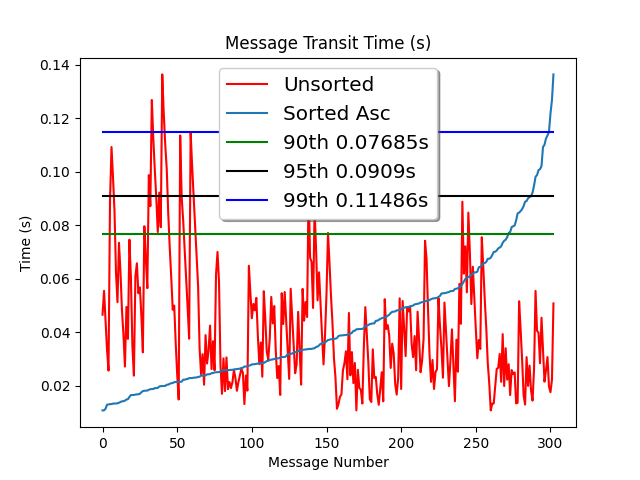 Message Transit Time (s)
0.14
0.12
0.10
0.08
0.06
0.04
0.02
Time (s)
Unsorted
Sorted Asc
90th 0.07685s
95th 0.0909s
99th 0.11486s
0 50 100 150 200 250 300
Message Number